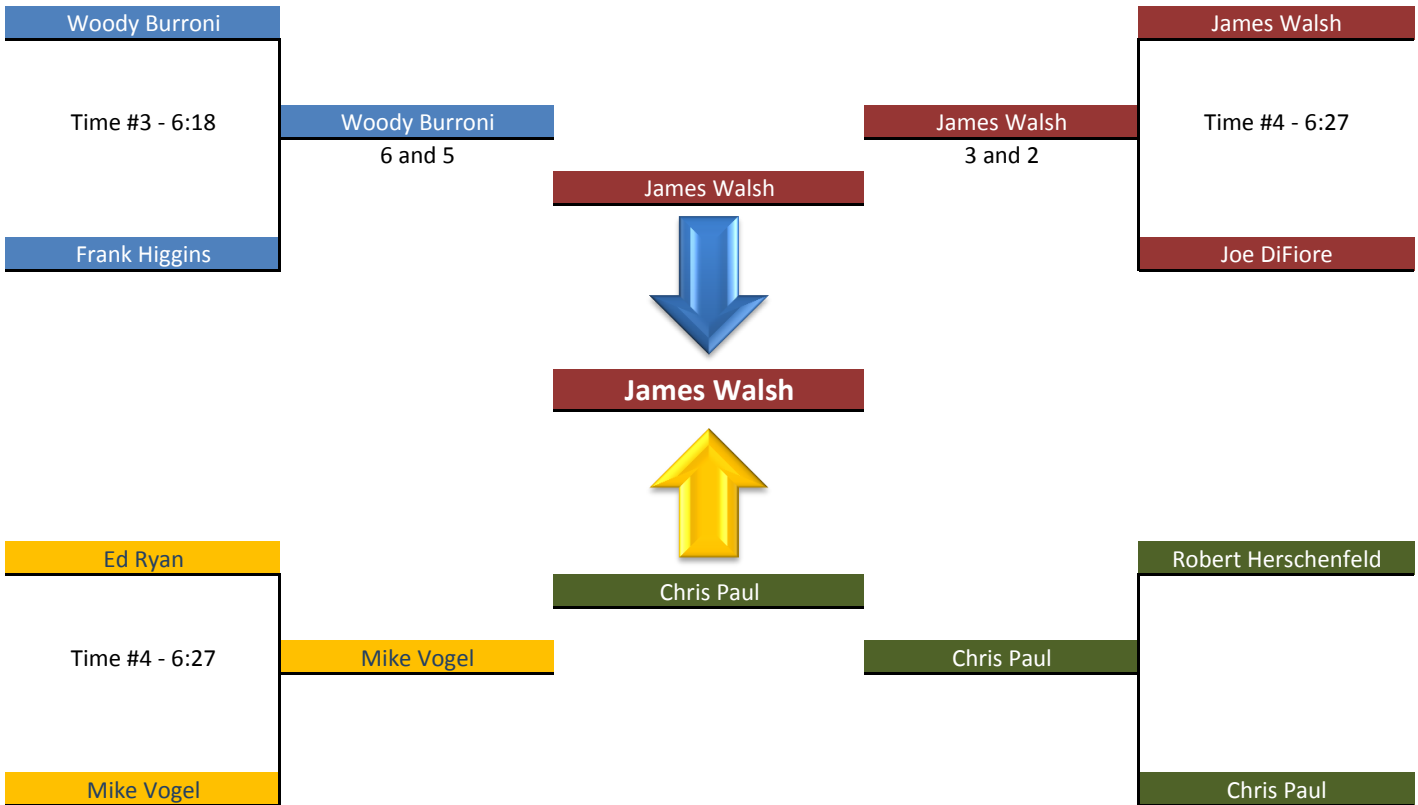 Woody Burroni
James Walsh
Time #3 - 6:18
Woody Burroni
James Walsh
Time #4 - 6:27
6 and 5
3 and 2
James Walsh
Frank Higgins
Joe DiFiore
James Walsh
Ed Ryan
Robert Herschenfeld
Chris Paul
Time #4 - 6:27
Mike Vogel
Chris Paul
Mike Vogel
Chris Paul